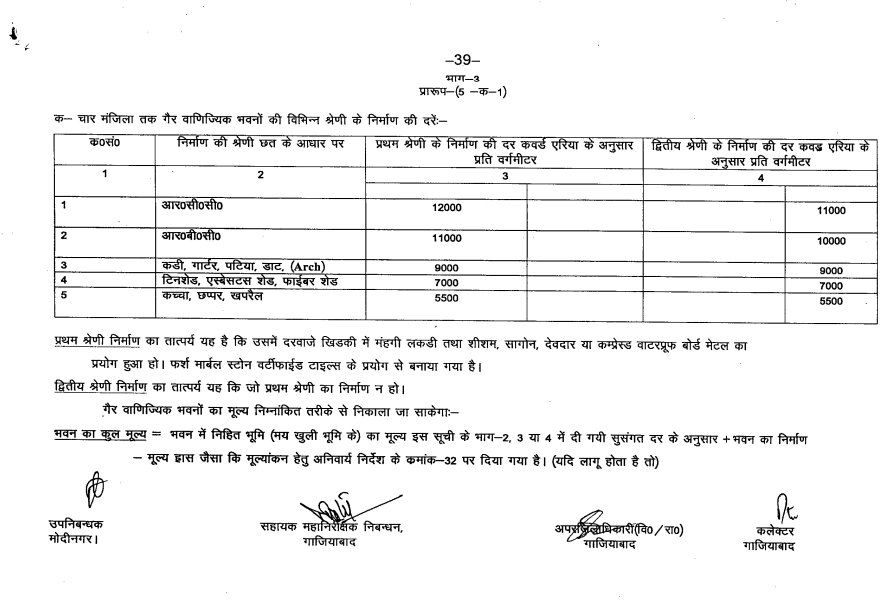 –39–
भाग–3
प्रारूप–(5 –क–1)
क– चार मंजिला तक गैर वाणिज्यिक भवनों की विभिन्न श्रेणी के निर्माण की दरें:–
क0सं0 निर्माण की श्रेणी छत के आधार पर प्रथम श्रेणी के निर्माण की दर कवर्ड एरिया के अनुसार प्रति वर्गमीटर द्वितीय श्रेणी के निर्माण की दर कवर्ड एरिया के अनुसार प्रति वर्गमीटर
1 2 3 4
1 आर0सी0सी0 12000 11000
2 आर0बी0सी0 11000 10000
3 कडी, गार्टर, पटिया, डाट, (Arch) 9000 9000
4 टिनशेड, एस्बेसटस शेड, फाईबर शेड 7000 7000
5 कच्चा, छप्पर, खपरैल 5500 5500
प्रथम श्रेणी निर्माण का तात्पर्य यह है कि उसमें दरवाजे खिडकी में मंहगी लकडी तथा शीशम, सागोन, देवदार या कम्प्रेस्ड वाटरप्रूफ बोर्ड मेटल का
प्रयोग हुआ हो। फर्श मार्बल स्टोन वर्टीफाईड टाइल्स के प्रयोग से बनाया गया है।
द्वितीय श्रेणी निर्माण का तात्पर्य यह कि जो प्रथम श्रेणी का निर्माण न हो।
गैर वाणिज्यिक भवनों का मूल्य निम्नांकित तरीके से निकाला जा सकेगाः–
भवन का कुल मूल्य = भवन में निहित भूमि (मय खुली भूमि के) का मूल्य इस सूची के भाग–2, 3 या 4 में दी गयी सुसंगत दर के अनुसार + भवन का निर्माण
– मूल्य ह्रास जैसा कि मूल्यांकन हेतु अनिवार्य निर्देश के क्रमांक–32 पर दिया गया है। (यदि लागू होता है तो)
उपनिबन्धक
मोदीनगर।
सहायक महानिरीक्षक निबन्धन,
गाजियाबाद
अपरजिलाधिकारी(वि0/रा0)
गाजियाबाद
कलेक्टर
गाजियाबाद